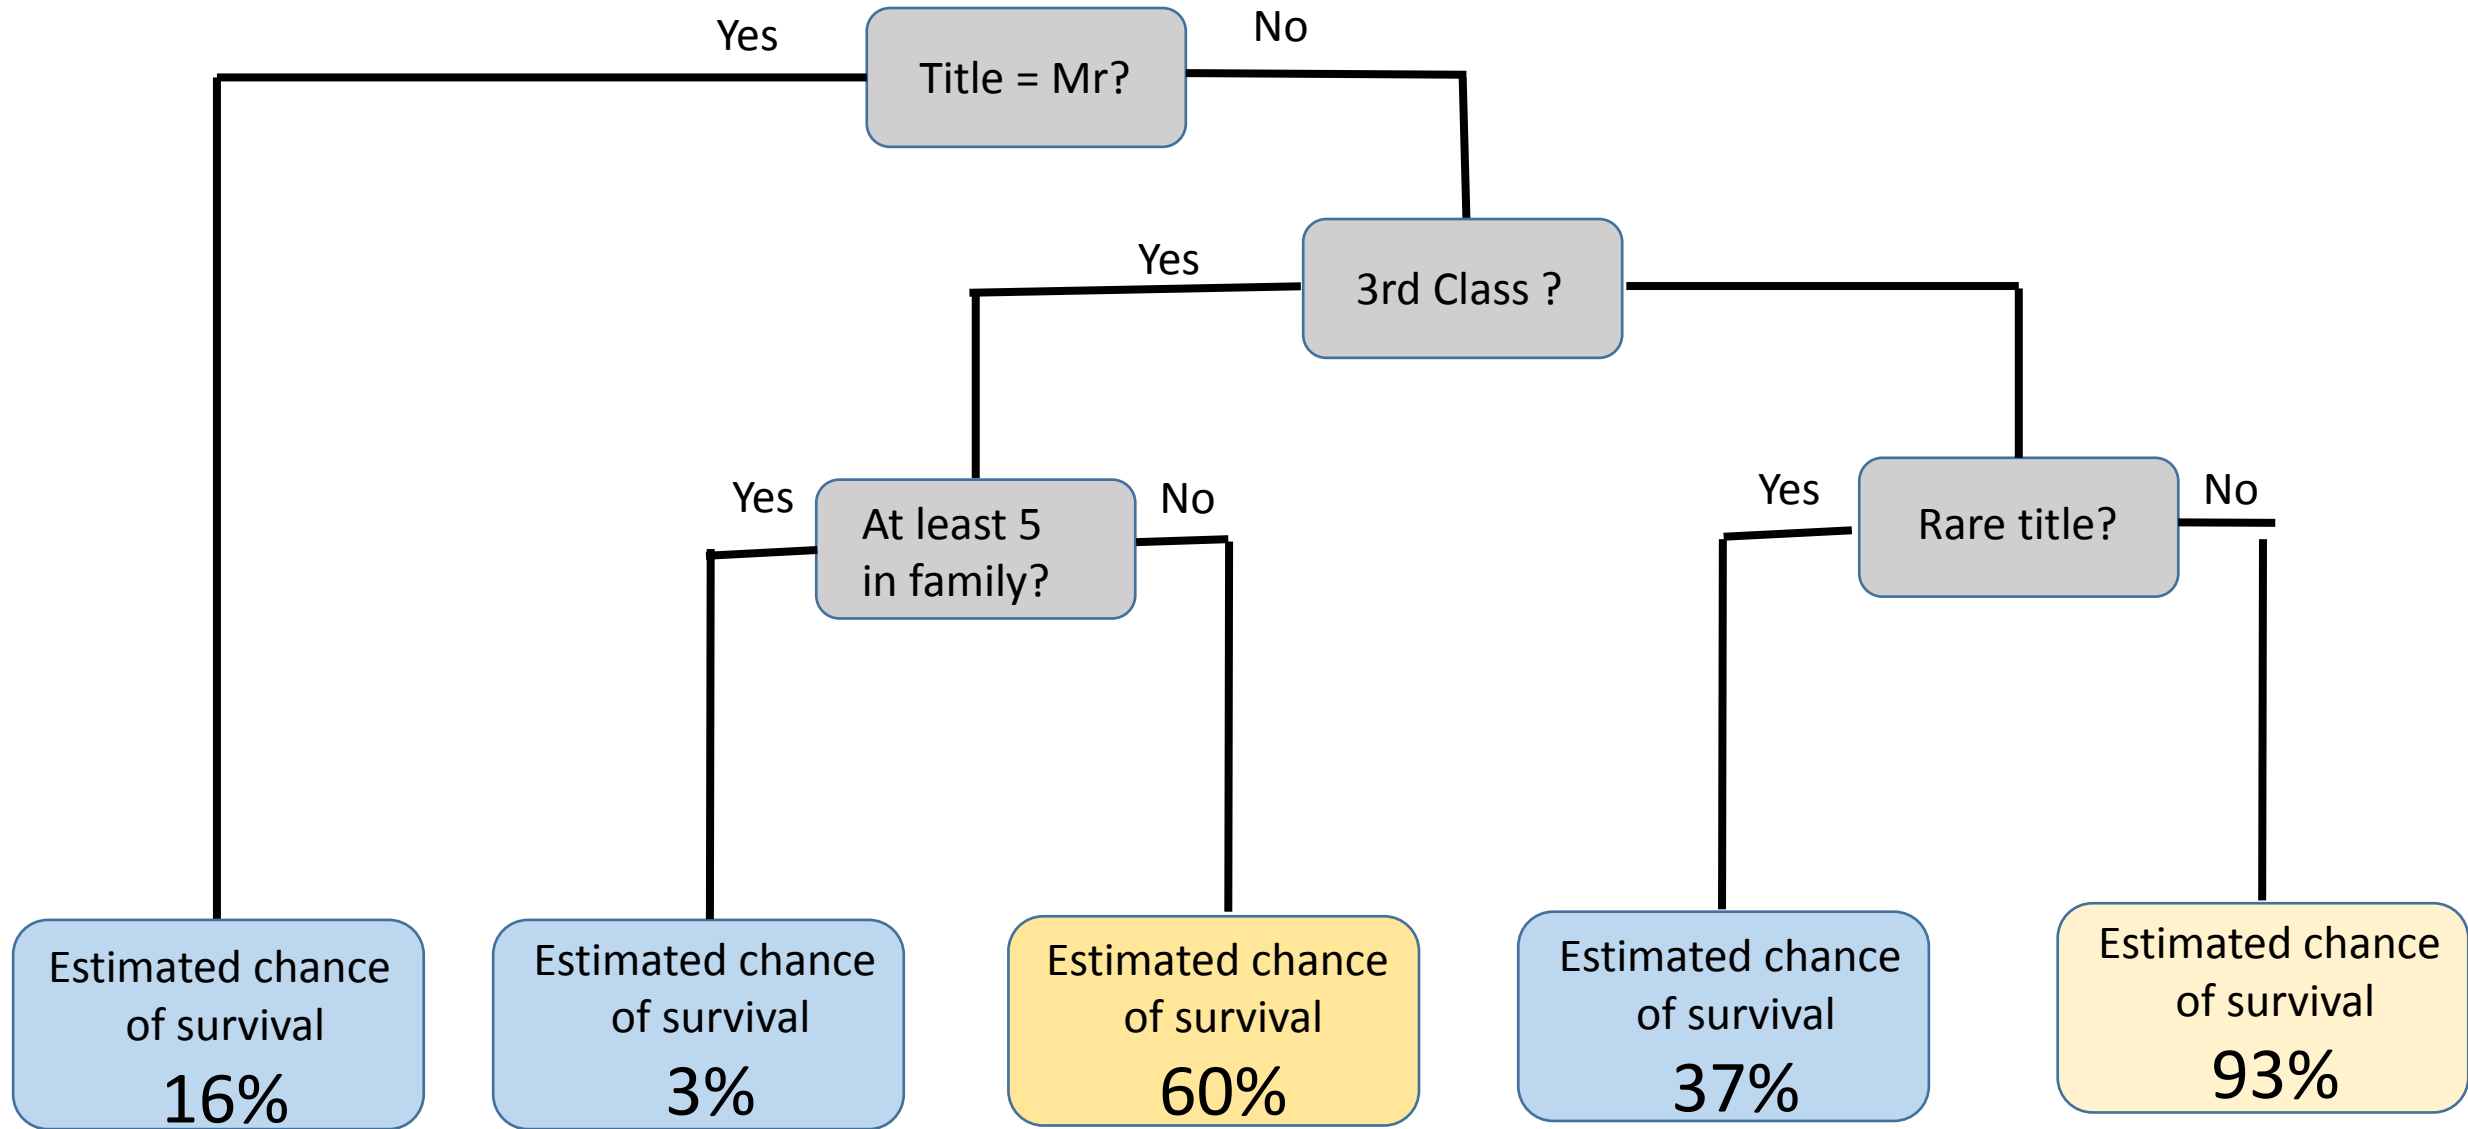 Yes
No
Title = Mr?
Yes
3rd Class ?
Yes
At least 5
in family?
No
Yes
Rare title?
No
Estimated chance
of survival
16%
Estimated chance
of survival
3%
Estimated chance
of survival
60%
Estimated chance
of survival
37%
Estimated chance
of survival
93%